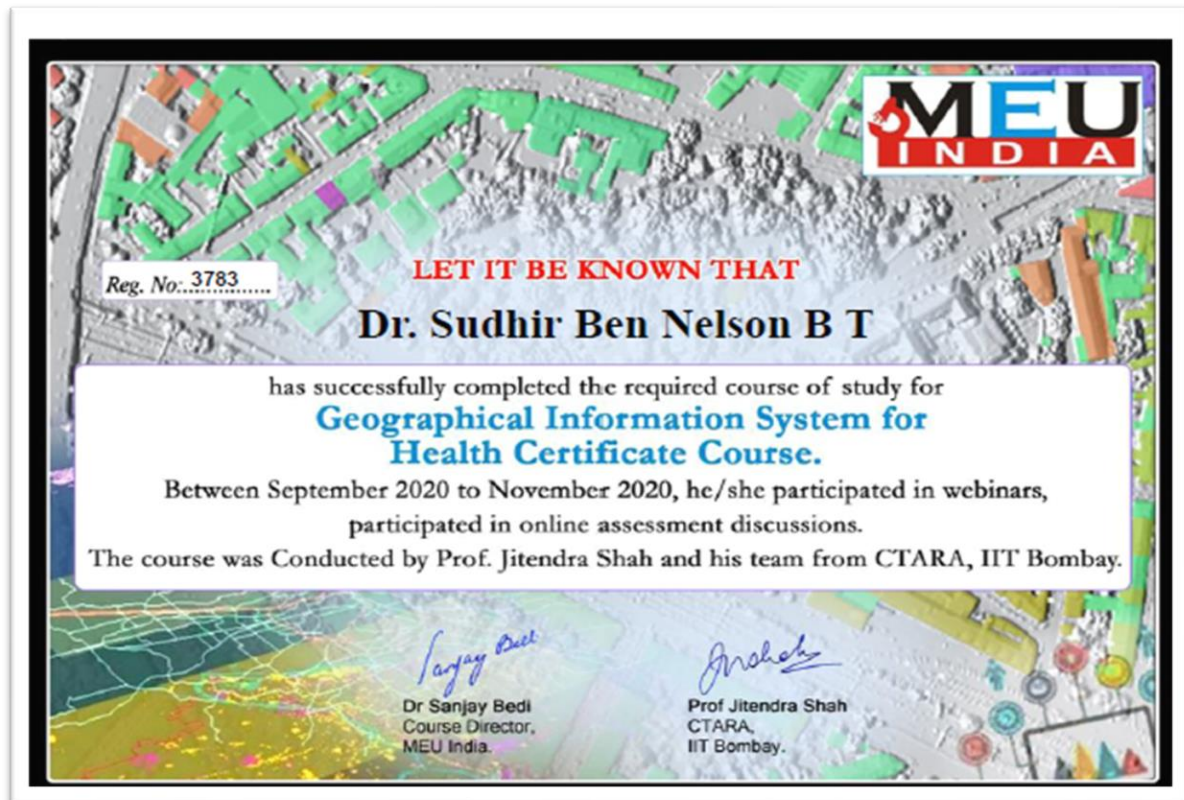 MEU
INDIA
Reg. No: 3783
LET IT BE KNOWN THAT
Dr. Sudhir Ben Nelson B T
has successfully completed the required course of study for
Geographical Information System for
Health Certificate Course.
Between September 2020 to November 2020, he/she participated in webinars,
participated in online assessment discussions.
The course was Conducted by Prof. Jitendra Shah and his team from CTARA, IIT Bombay.
Sanjay Bedi
Dr Sanjay Bedi
Course Director,
MEU India.
Prof Jitendra Shah
CTARA,
IIT Bombay.